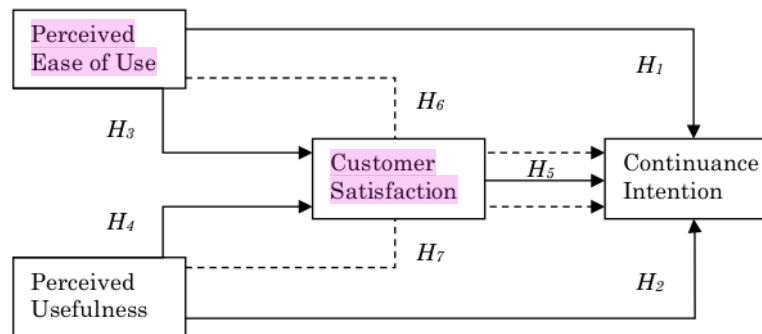 Perceived
Ease of Use
H1
H6
H3
Customer
Satisfaction
H5
Continuance
Intention
H4
H7
Perceived
Usefulness
H2